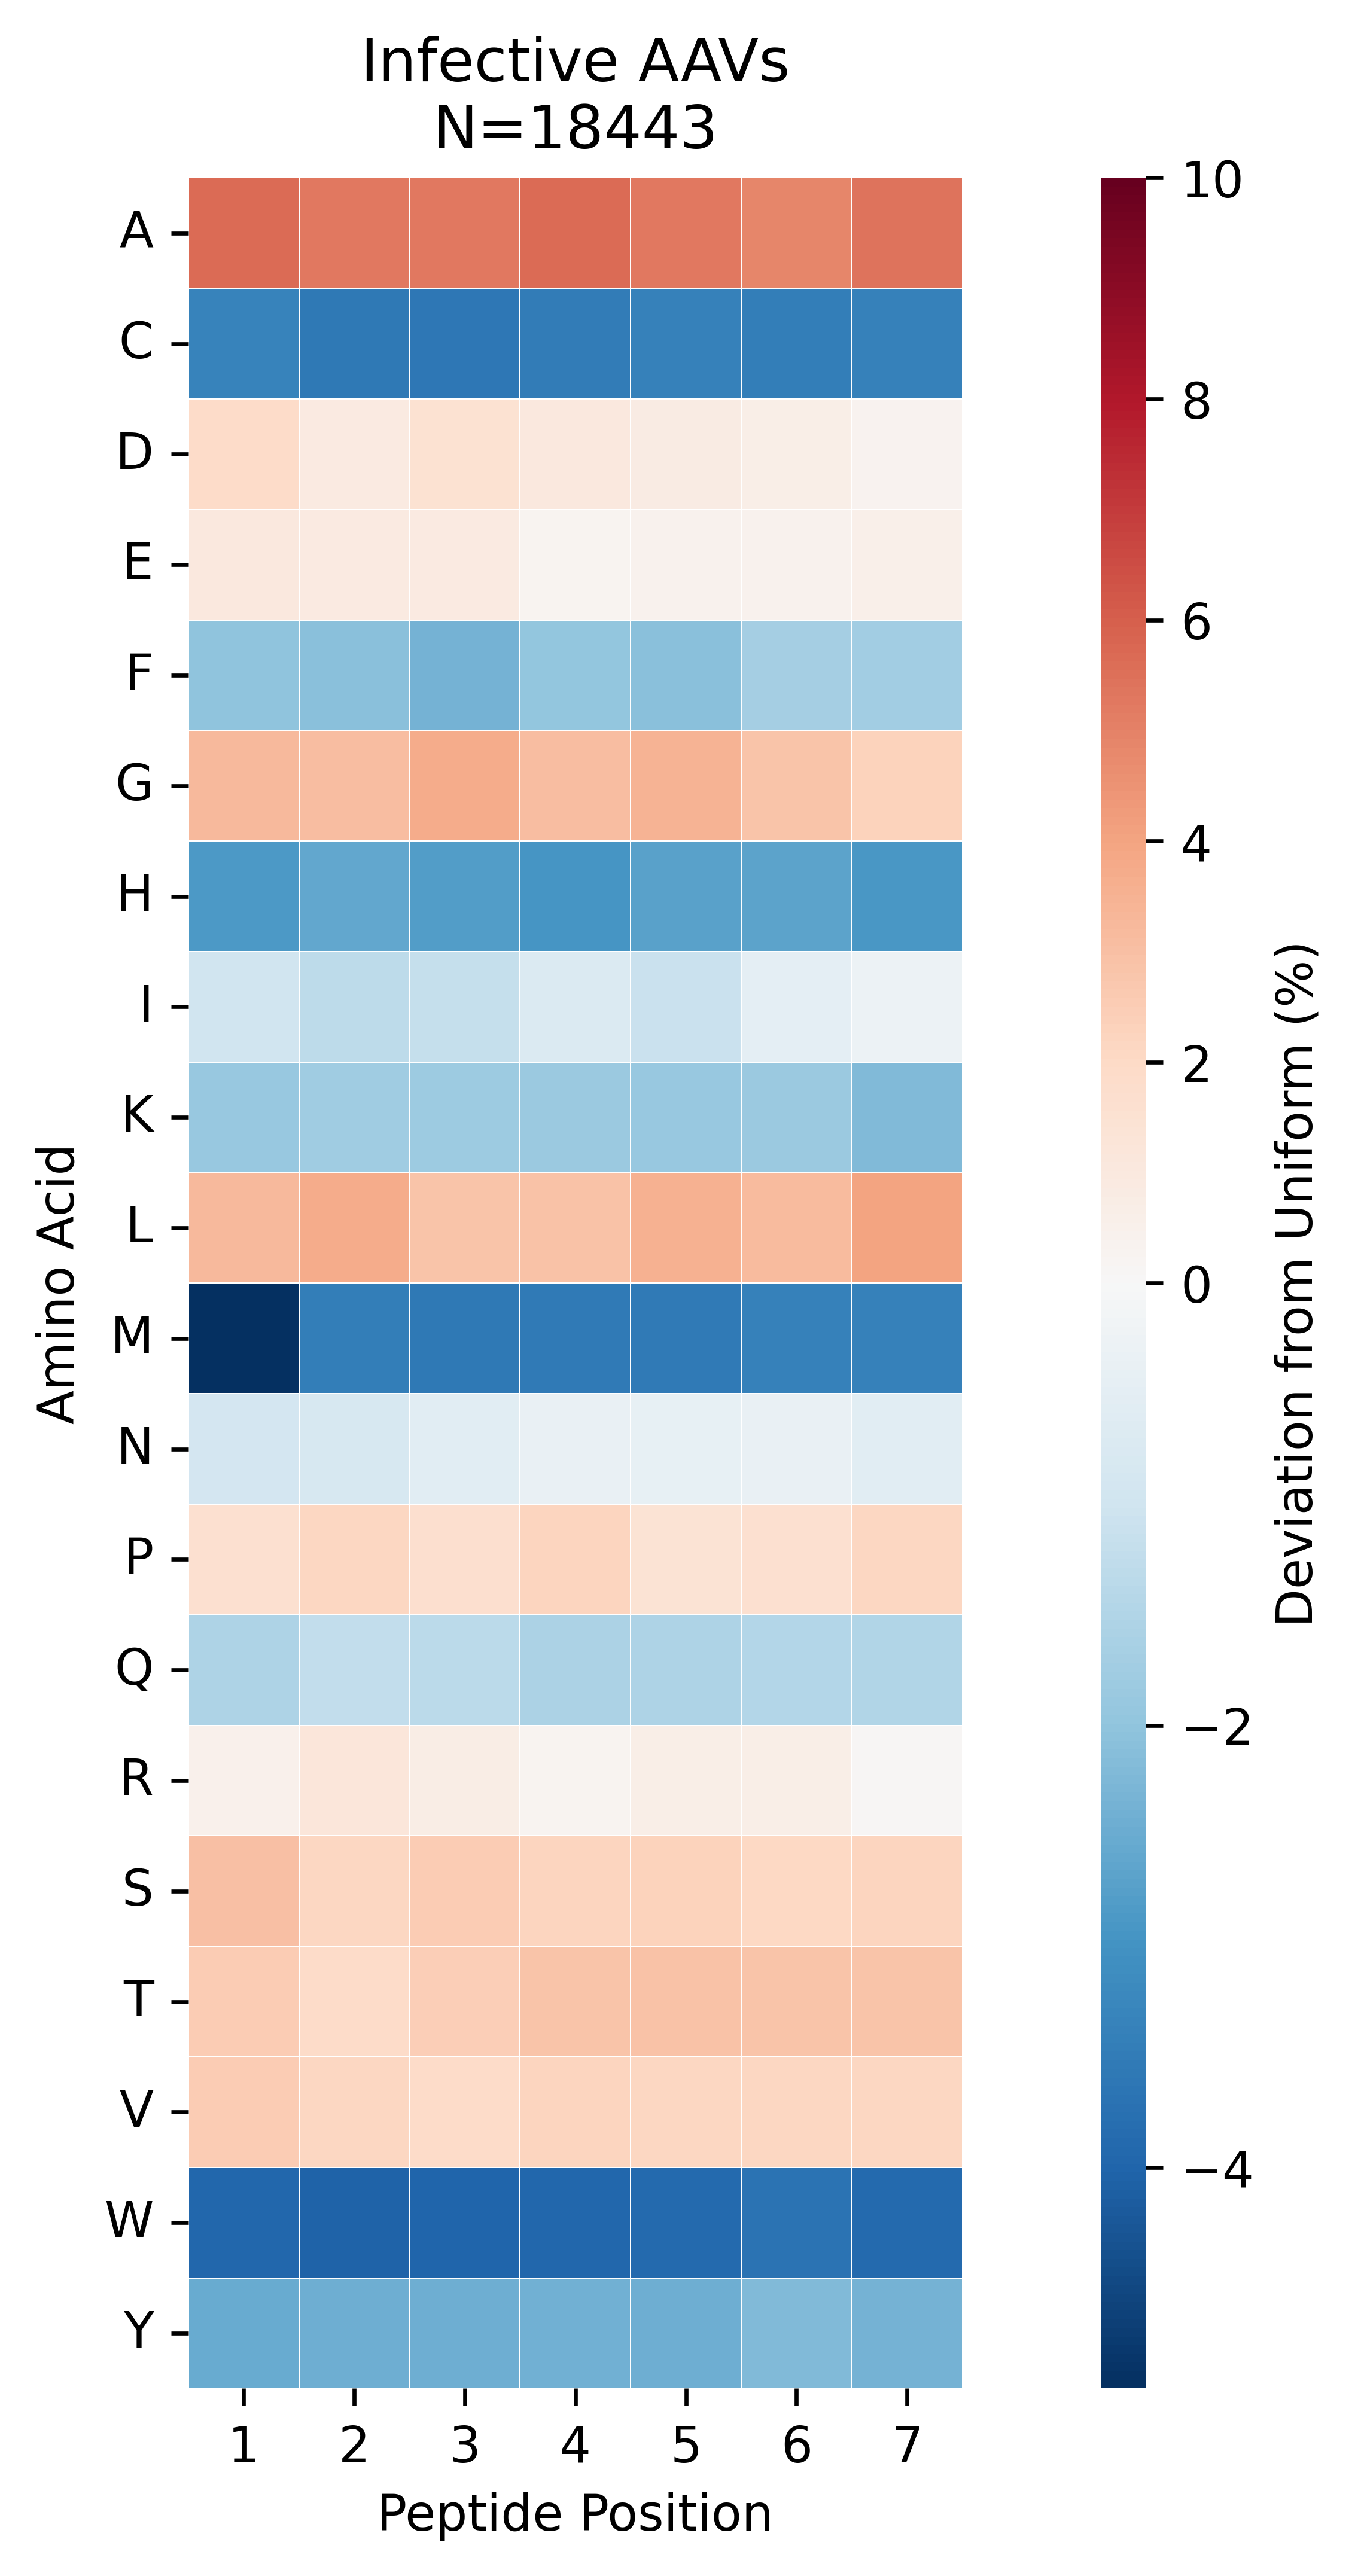 Infective AAVs
N=18443
A
C
D
E
F
G
H
I
K
L
M
N
P
Q
R
S
T
V
W
Y
Amino Acid
1 2 3 4 5 6 7
Peptide Position
10
8
6
4
2
0
−2
−4
Deviation from Uniform (%)